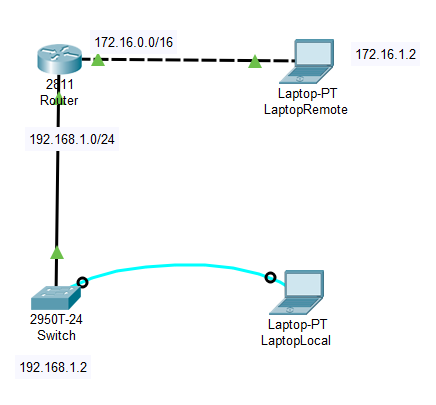 172.16.0.0/16
172.16.1.2
2811
Router
Laptop-PT
LaptopRemote
192.168.1.0/24
2950T-24
Switch
Laptop-PT
LaptopLocal
192.168.1.2